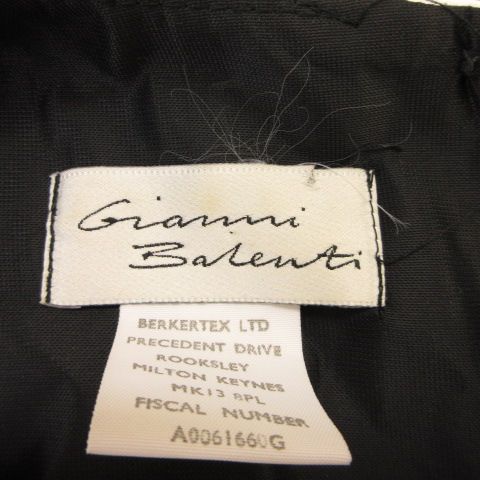 Gianni
Balenti
BERKERTEX LTD
PRECEDENT DRIVE
ROOKSLEY
MILTON KEYNES
MK13 8PL
FISCAL NUMBER
A0061660G